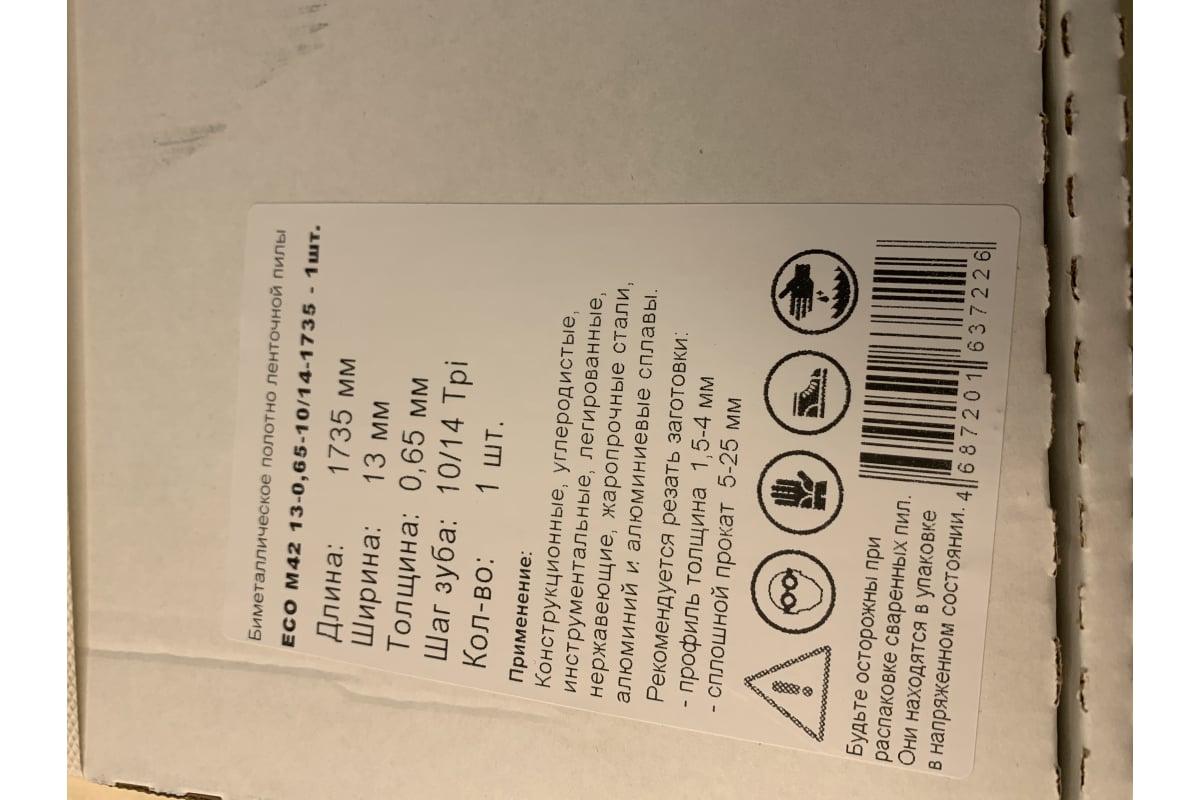 Биметаллическое полотно ленточной пилы
ECO M42 13-0,65-10/14-1735 - 1шт.
Длина: 1735 мм
Ширина: 13 мм
Толщина: 0,65 мм
Шаг зуба: 10/14 Tpi
Кол-во: 1 шт.
Применение:
Конструкционные, углеродистые,
инструментальные, легированные,
нержавеющие, жаропрочные стали,
алюминий и алюминиевые сплавы.
Рекомендуется резать заготовки:
- профиль толщина 1,5-4 мм
- сплошной прокат 5-25 мм
Будьте осторожны при
распаковке сваренных пил.
Они находятся в упаковке
в напряженном состоянии.
4 687201 637226